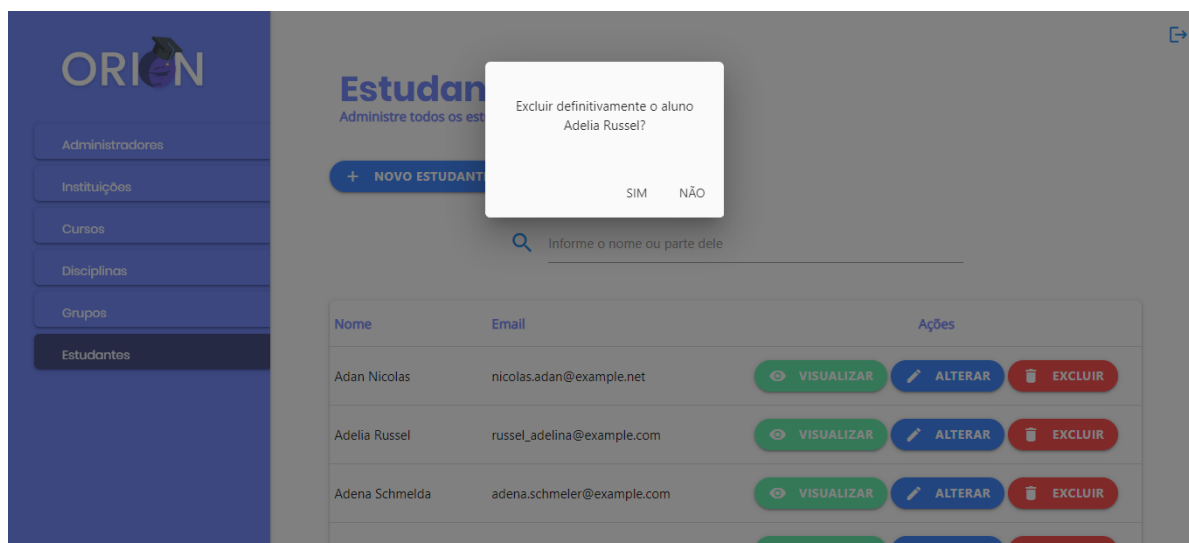 ORION
Administradores
Instituições
Cursos
Disciplinas
Grupos
Estudantes
Estudan
Administre todos os est
+ NOVO ESTUDANT
Excluir definitivamente o aluno
Adelia Russel?
SIM NÃO
Informe o nome ou parte dele
Nome Email Ações
Adan Nicolas nicolas.adan@example.net VISUALIZAR ALTERAR EXCLUIR
Adelia Russel russel_adelina@example.com VISUALIZAR ALTERAR EXCLUIR
Adena Schmelda adena.schmeler@example.com VISUALIZAR ALTERAR EXCLUIR